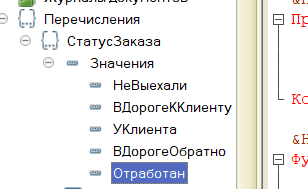 Перечисления
СтатусЗаказа
Значения
НеВыехали
ВДорогеККлиенту
УКлиента
ВДорогеОбратно
Отработан
Пр
Ко
&Н
Фу